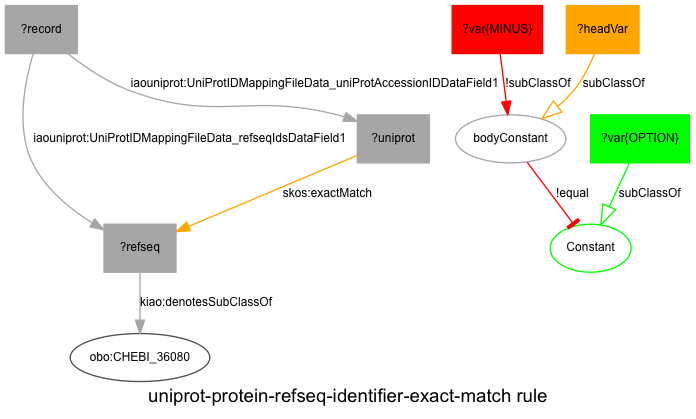 ?record
?var{MINUS}
?headVar
iaouniprot:UniProtIDMappingFileData_uniProtAccessionIDDataField1
!subClassOf
subClassOf
iaouniprot:UniProtIDMappingFileData_refseqIdsDataField1
?uniprot
bodyConstant
?var{OPTION}
skos:exactMatch
!equal
subClassOf
?refseq
Constant
kiao:denotesSubClassOf
obo:CHEBI_36080
uniprot-protein-refseq-identifier-exact-match rule